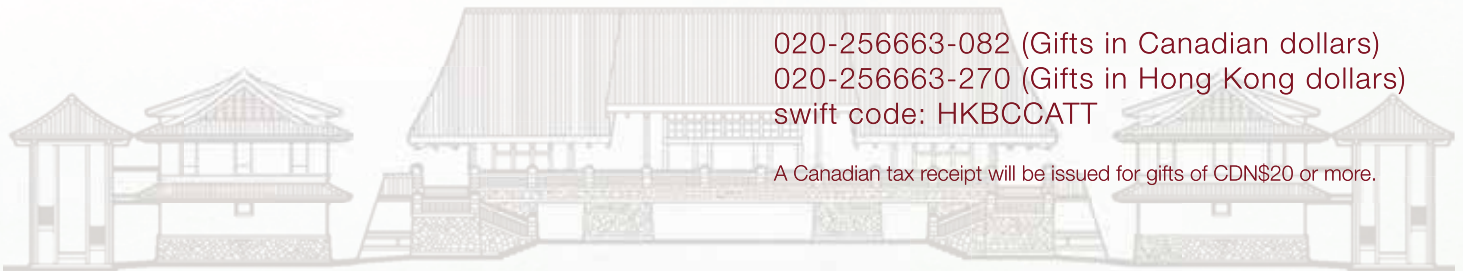 020-256663-082 (Gifts in Canadian dollars)
020-256663-270 (Gifts in Hong Kong dollars)
swift code: HKBCCATT
A Canadian tax receipt will be issued for gifts of CDN$20 or more.